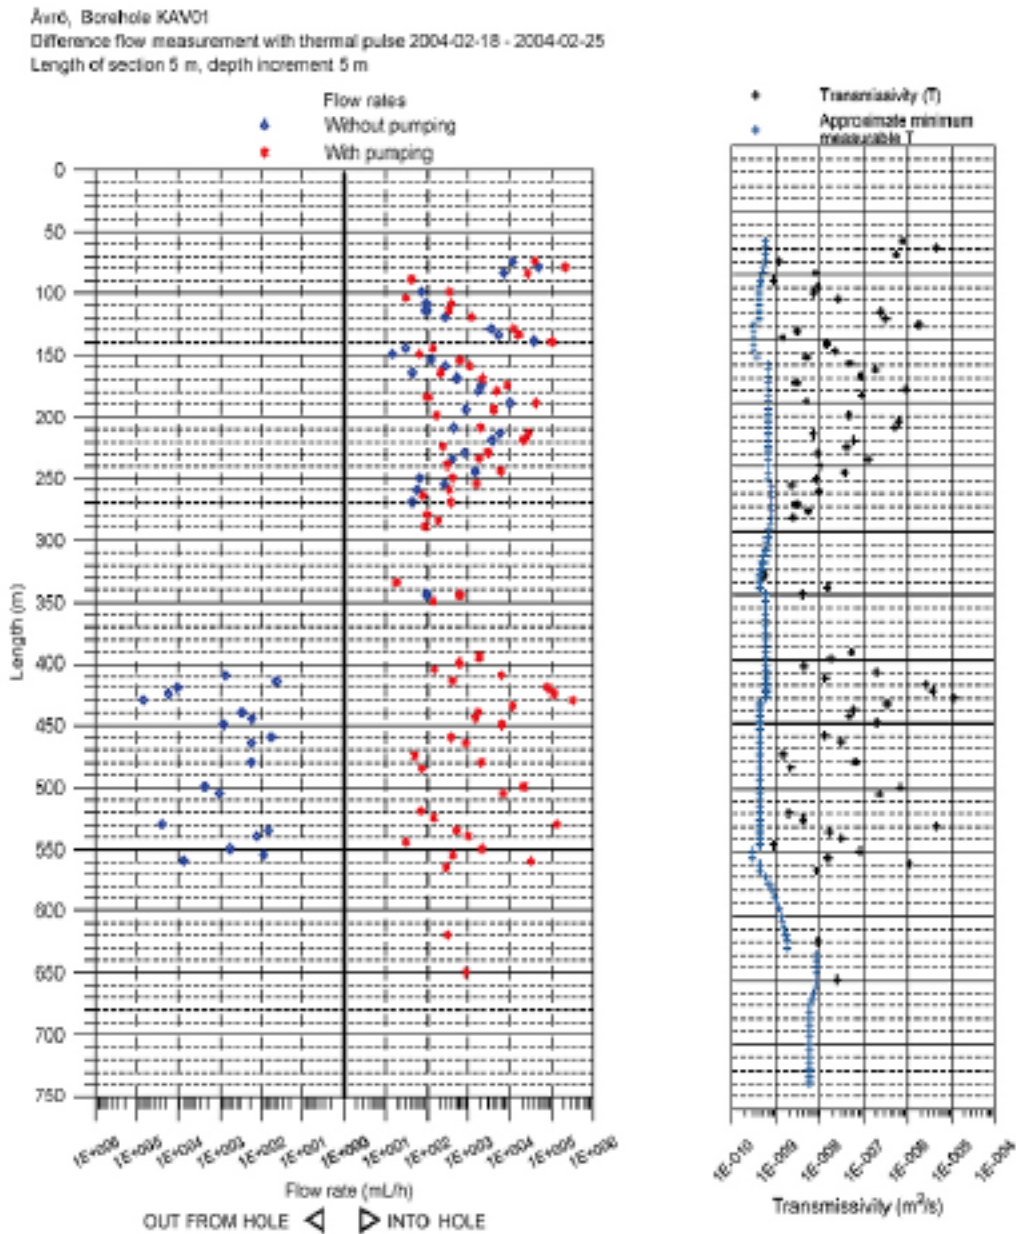 Ävrö, Borehole KAV01
Difference flow measurement with thermal pulse 2004-02-18 - 2004-02-25
Length of section 5 m, depth increment 5 m
Flow rates
Without pumping
With pumping
Transmissivity (T)
Approximate minimum
measurable T
0
50
100
150
200
250
300
350
400
450
500
550
600
650
700
750
Length (m)
1E+006
1E+005
1E+004
1E+003
1E+002
1E+001
1E+000
1E+001
1E+002
1E+003
1E+004
1E+005
1E+006
Flow rate (mL/h)
OUT FROM HOLE
INTO HOLE
1E-010
1E-009
1E-008
1E-007
1E-006
1E-005
1E-004
Transmissivity (m²/s)